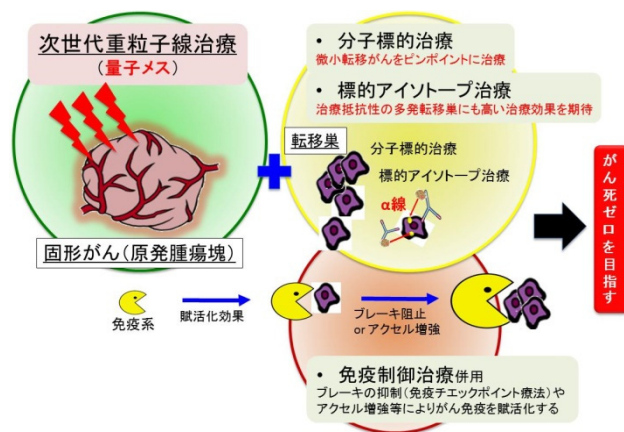 次世代重粒子線治療
(量子メス)
固形がん(原発腫瘍塊)
• 分子標的治療
微小転移がんをピンポイントに治療
• 標的アイソトープ治療
治療抵抗性の多発転移巣にも高い治療効果を期待
転移巣
分子標的治療
標的アイソトープ治療
α線
がん死ゼロを目指す
免疫系
賦活化効果
ブレーキ阻止
or アクセル増強
• 免疫制御治療併用
ブレーキの抑制(免疫チエックポイント療法)や
アクセル増強等によりがん免疫を賦活化する